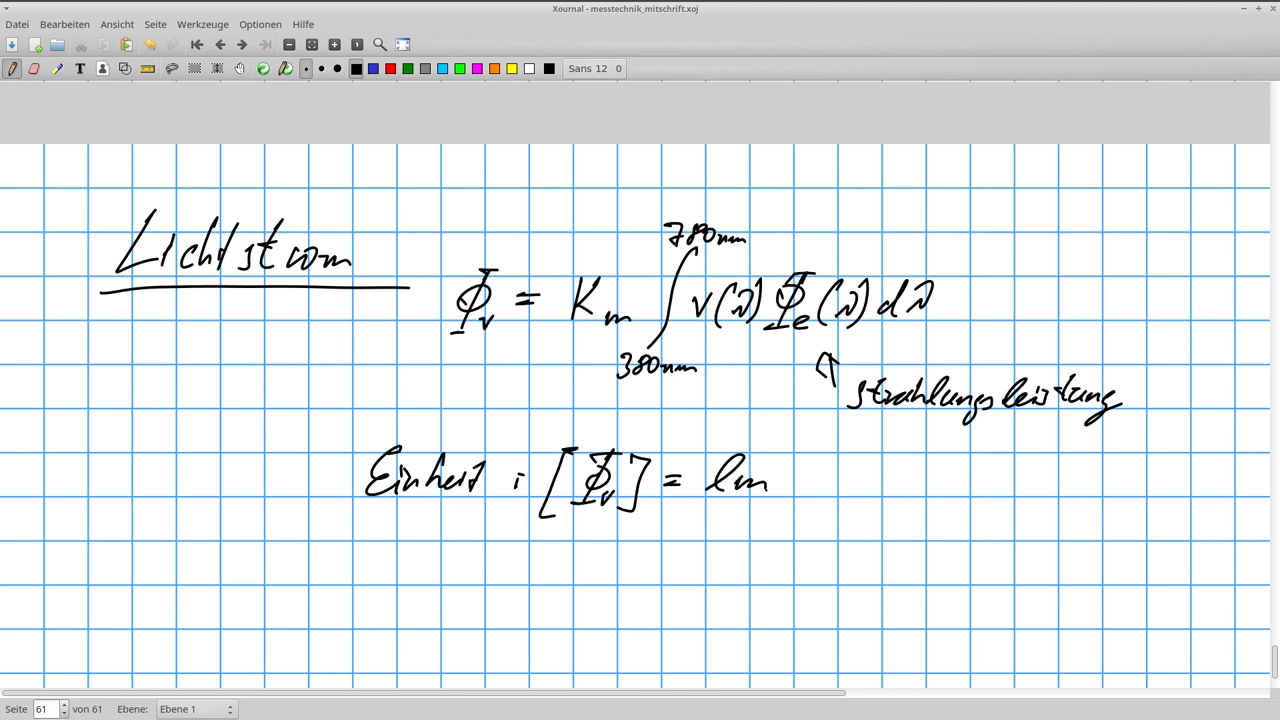 Xournal - messtechnik_mitschrift.xoj
Datei Bearbeiten Ansicht Seite Werkzeuge Optionen Hilfe
Sans 12 0
Lichtstrom
780nm
Φv = Km ∫ V(λ) Φe(λ) dλ
380nm
Strahlungsleistung
Einheit : [Φv] = lm
Seite 61 von 61 Ebene: Ebene 1